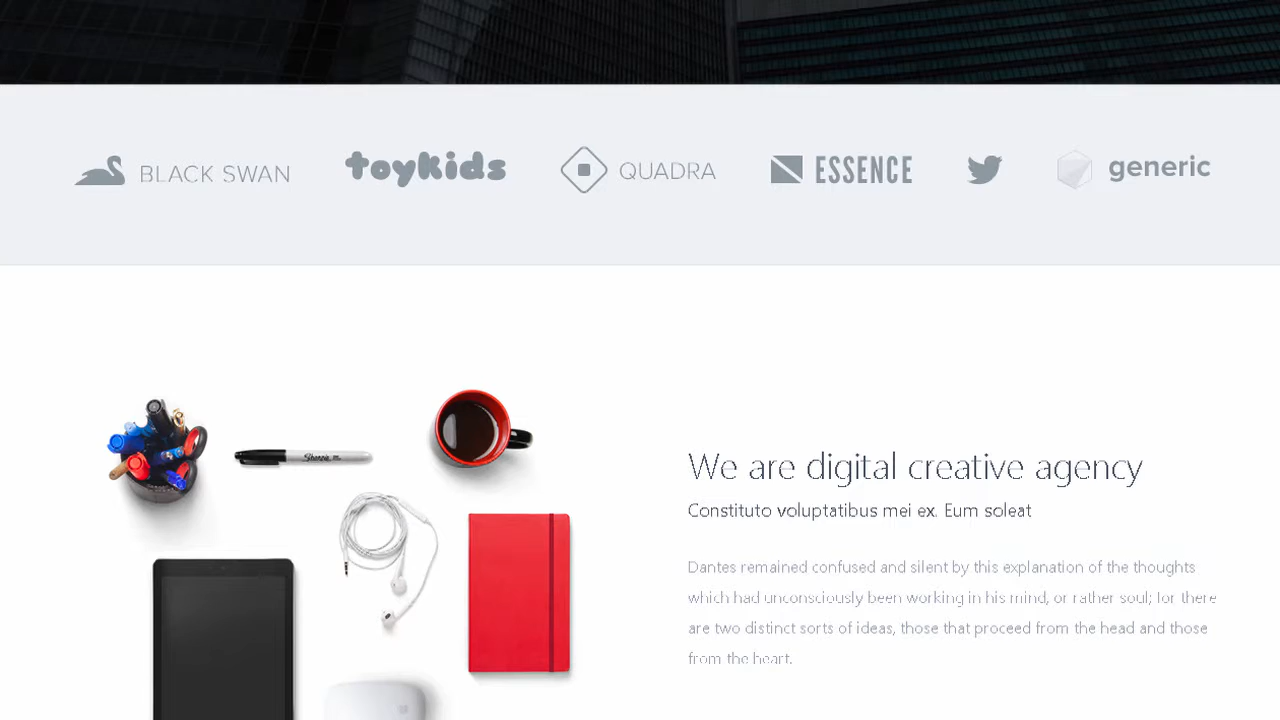 BLACK SWAN
toykids
QUADRA
ESSENCE
generic
Sharpie
We are digital creative agency
Constituto voluptatibus mei ex. Eum soleat
Dantes remained confused and silent by this explanation of the thoughts
which had unconsciously been working in his mind, or rather soul; for there
are two distinct sorts of ideas, those that proceed from the head and those
from the heart.